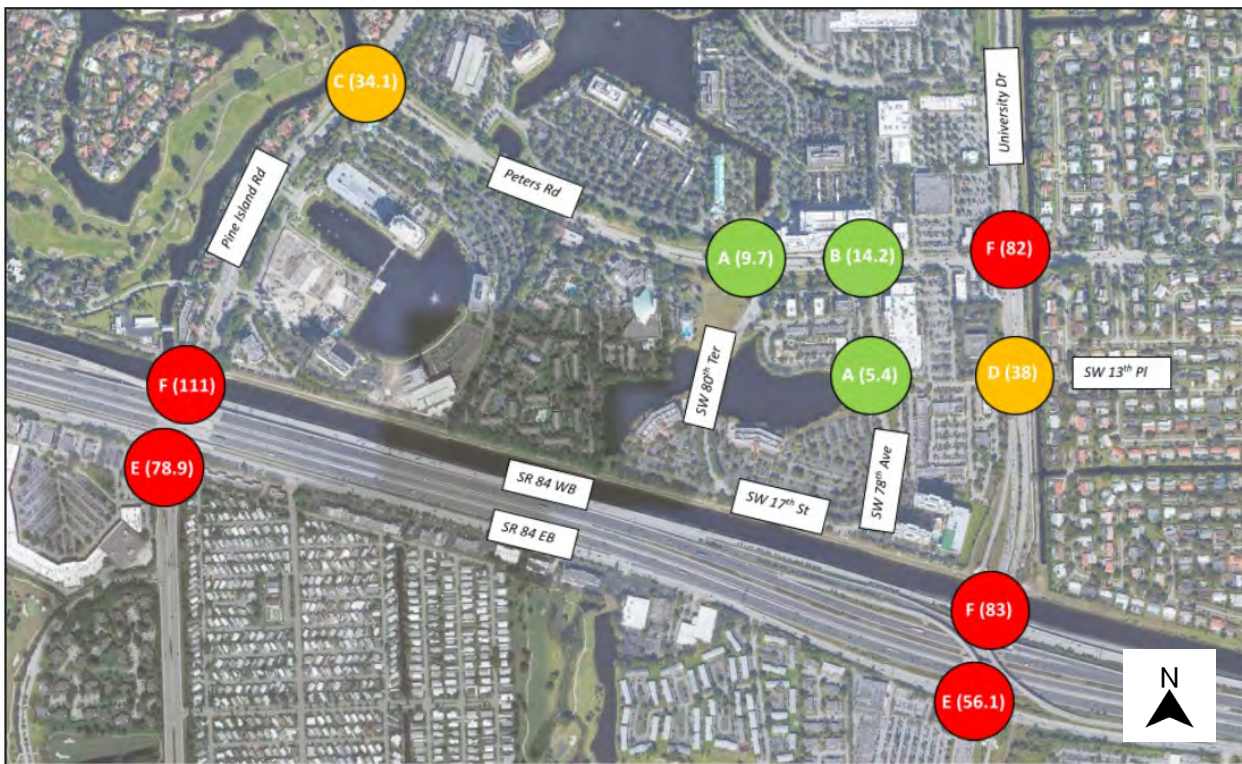 C (34.1)
University Dr
Peters Rd
Pine Island Rd
A (9.7)
B (14.2)
F (82)
SW 80th Ter
F (111)
A (5.4)
D (38)
SW 13th Pl
E (78.9)
SR 84 WB
SW 17th St
SW 78th Ave
SR 84 EB
F (83)
E (56.1)
N